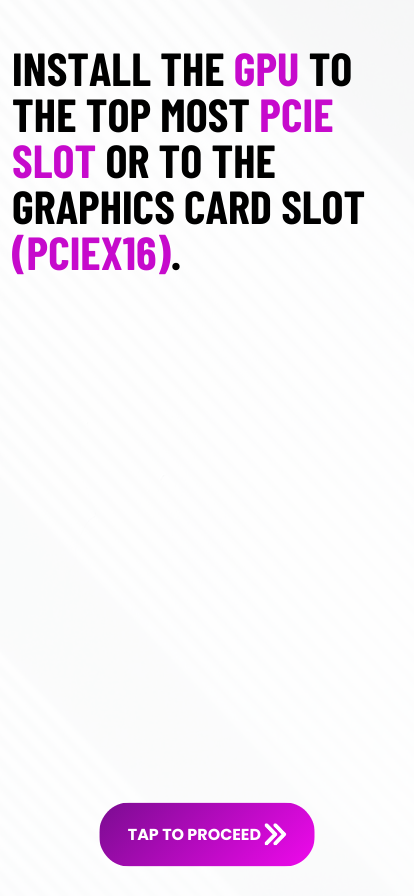 INSTALL THE GPU TO
THE TOP MOST PCIE
SLOT OR TO THE
GRAPHICS CARD SLOT
(PCIEX16).
TAP TO PROCEED